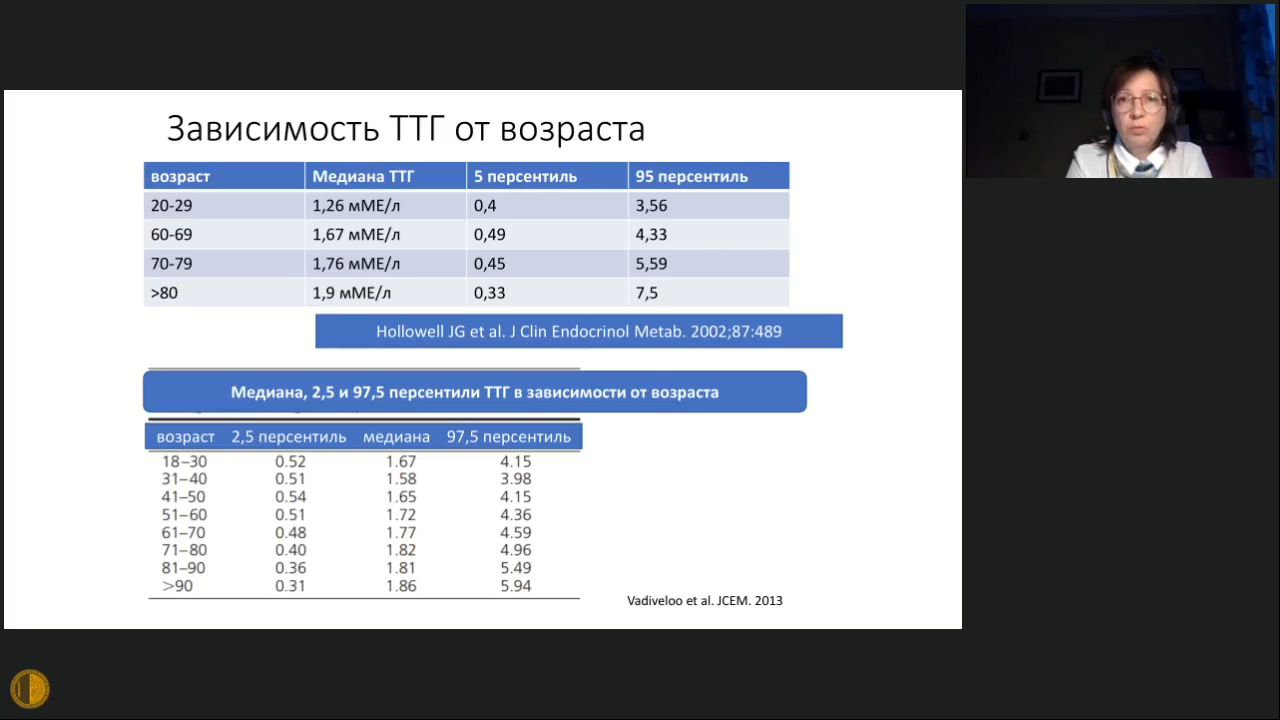 Зависимость ТТГ от возраста
возраст Медиана ТТГ 5 персентиль 95 персентиль
20-29 1,26 мМЕ/л 0,4 3,56
60-69 1,67 мМЕ/л 0,49 4,33
70-79 1,76 мМЕ/л 0,45 5,59
>80 1,9 мМЕ/л 0,33 7,5
Hollowell JG et al. J Clin Endocrinol Metab. 2002;87:489
Медиана, 2,5 и 97,5 персентили ТТГ в зависимости от возраста
возраст 2,5 персентиль медиана 97,5 персентиль
18–30 0.52 1.67 4.15
31–40 0.51 1.58 3.98
41–50 0.54 1.65 4.15
51–60 0.51 1.72 4.36
61–70 0.48 1.77 4.59
71–80 0.40 1.82 4.96
81–90 0.36 1.81 5.49
>90 0.31 1.86 5.94
Vadiveloo et al. JCEM. 2013